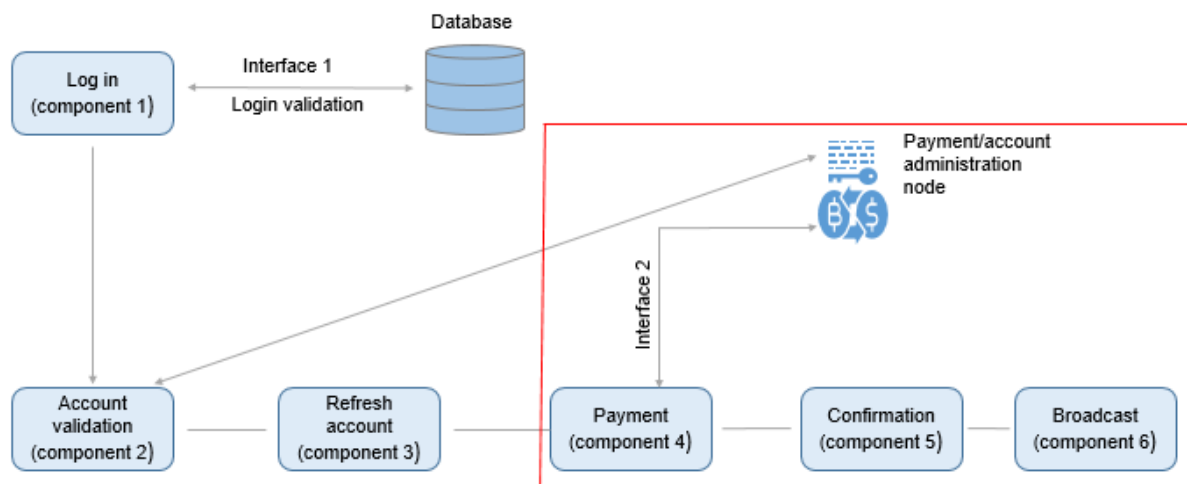 Database
Log in
(component 1)
Interface 1
Login validation
Payment/account
administration
node
B $
Interface 2
Account
validation
(component 2)
Refresh
account
(component 3)
Payment
(component 4)
Confirmation
(component 5)
Broadcast
(component 6)